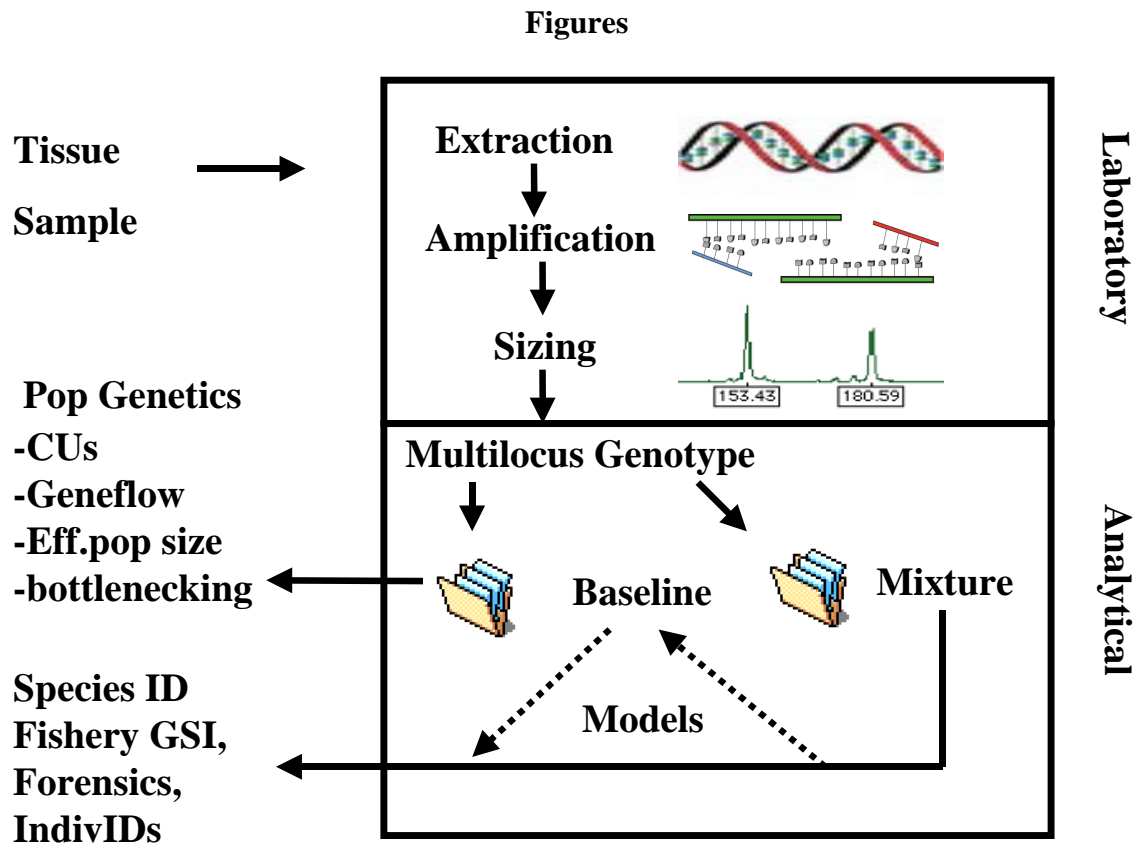 Figures
Tissue
Sample
Extraction
Amplification
Sizing
153.43
180.59
Laboratory
Pop Genetics
-CUs
-Geneflow
-Eff.pop size
-bottlenecking
Multilocus Genotype
Baseline
Mixture
Models
Analytical
Species ID
Fishery GSI,
Forensics,
IndivIDs